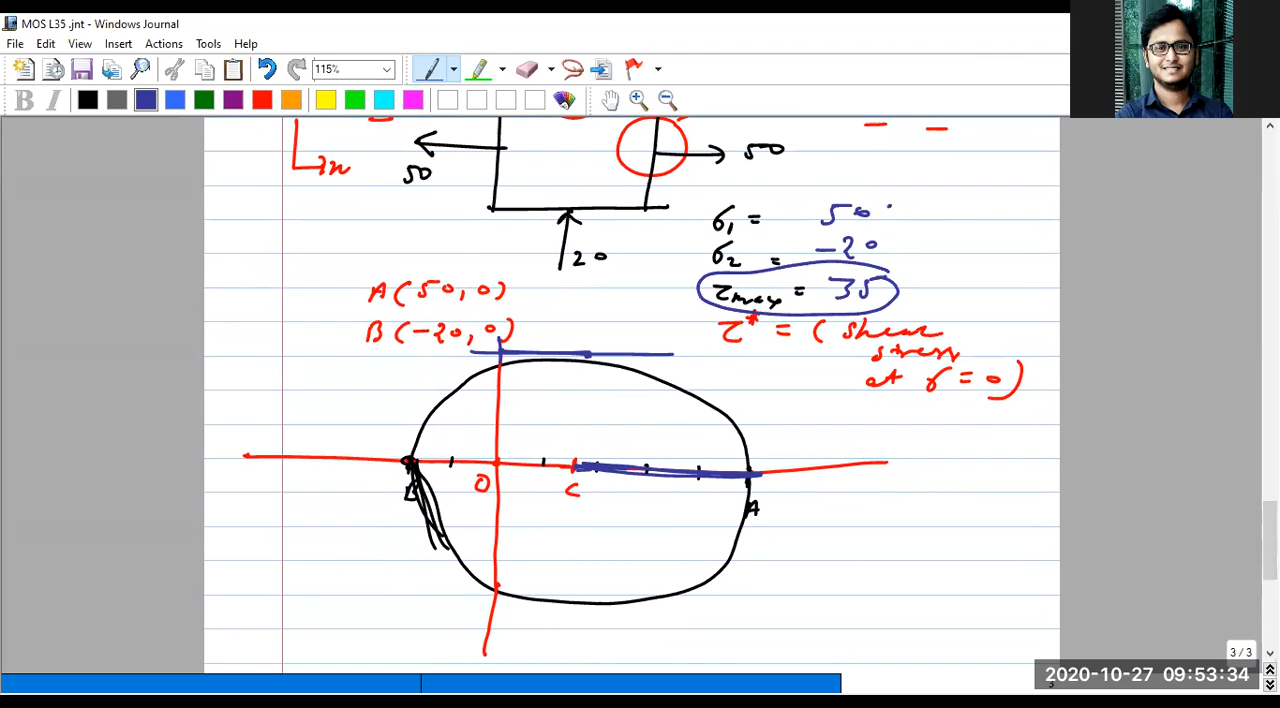 MOS L35 .jnt - Windows Journal
File Edit View Insert Actions Tools Help
115%
B I
x
50
50
20
σ1 = 50
σ2 = -20
τmax = 35
A (50, 0)
B (-20, 0)
τ* = (shear
stress
at γ = 0)
O
C
B
A
3 / 3
2020-10-27 09:53:34